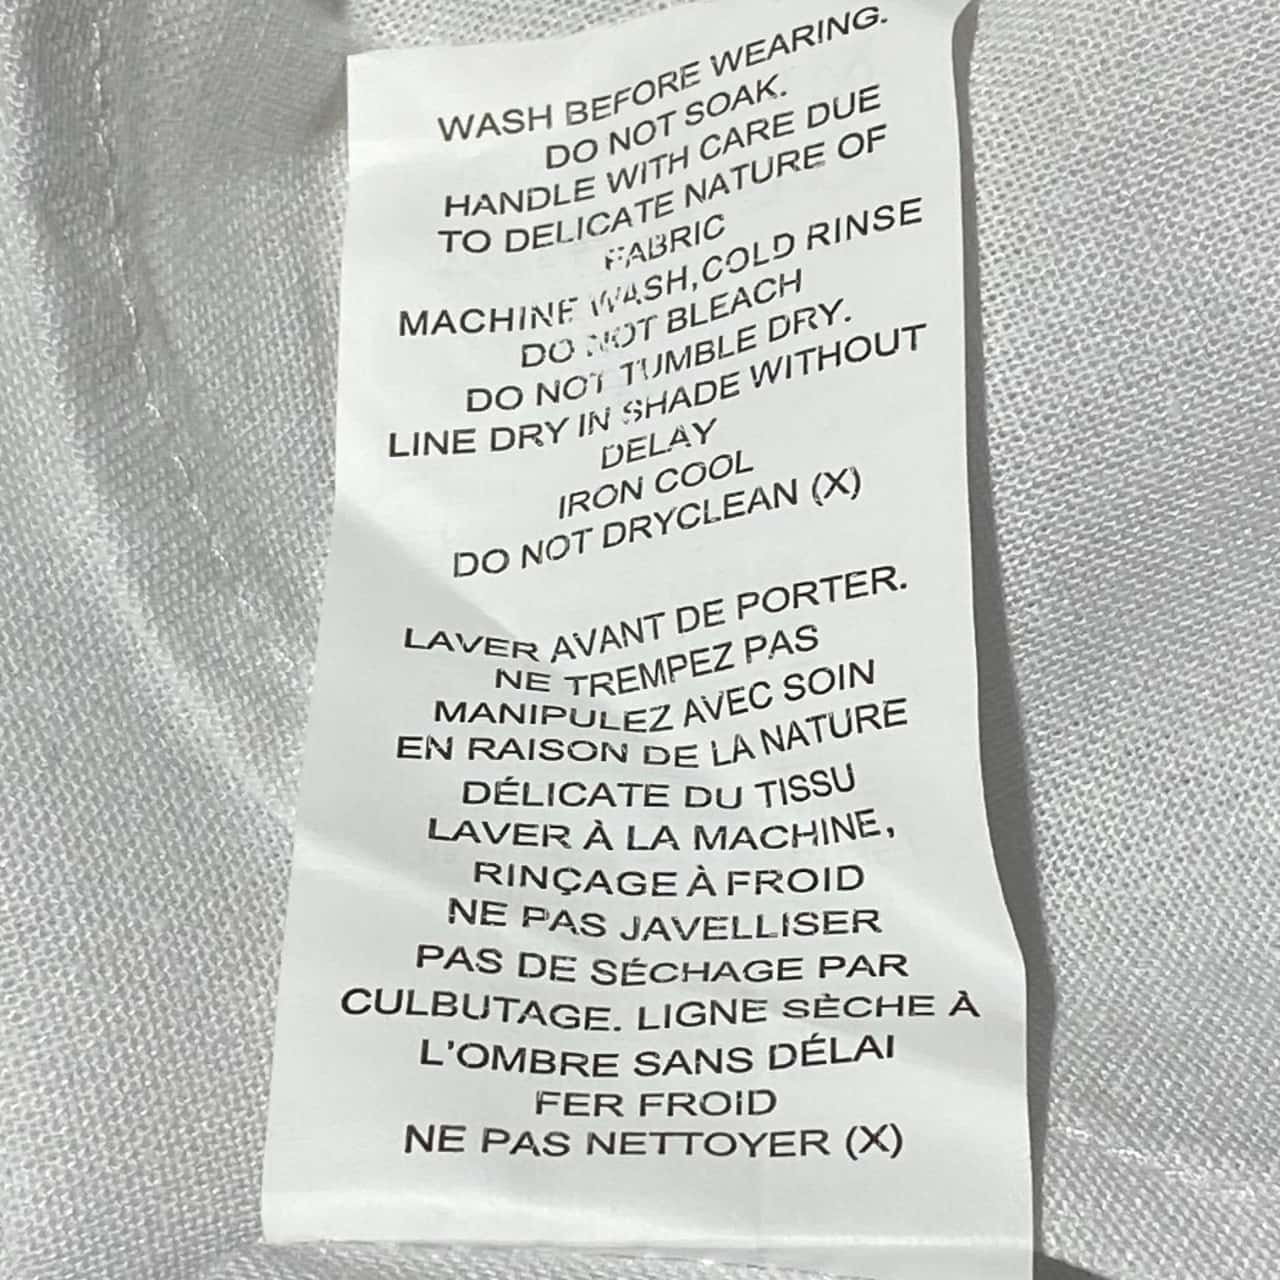 WASH BEFORE WEARING.
DO NOT SOAK.
HANDLE WITH CARE DUE
TO DELICATE NATURE OF
FABRIC
MACHINE WASH,COLD RINSE
DO NOT BLEACH
DO NOT TUMBLE DRY.
LINE DRY IN SHADE WITHOUT
DELAY
IRON COOL
DO NOT DRYCLEAN (X)
LAVER AVANT DE PORTER.
NE TREMPEZ PAS
MANIPULEZ AVEC SOIN
EN RAISON DE LA NATURE
DÉLICATE DU TISSU
LAVER À LA MACHINE,
RINÇAGE À FROID
NE PAS JAVELLISER
PAS DE SÉCHAGE PAR
CULBUTAGE. LIGNE SÈCHE À
L'OMBRE SANS DÉLAI
FER FROID
NE PAS NETTOYER (X)